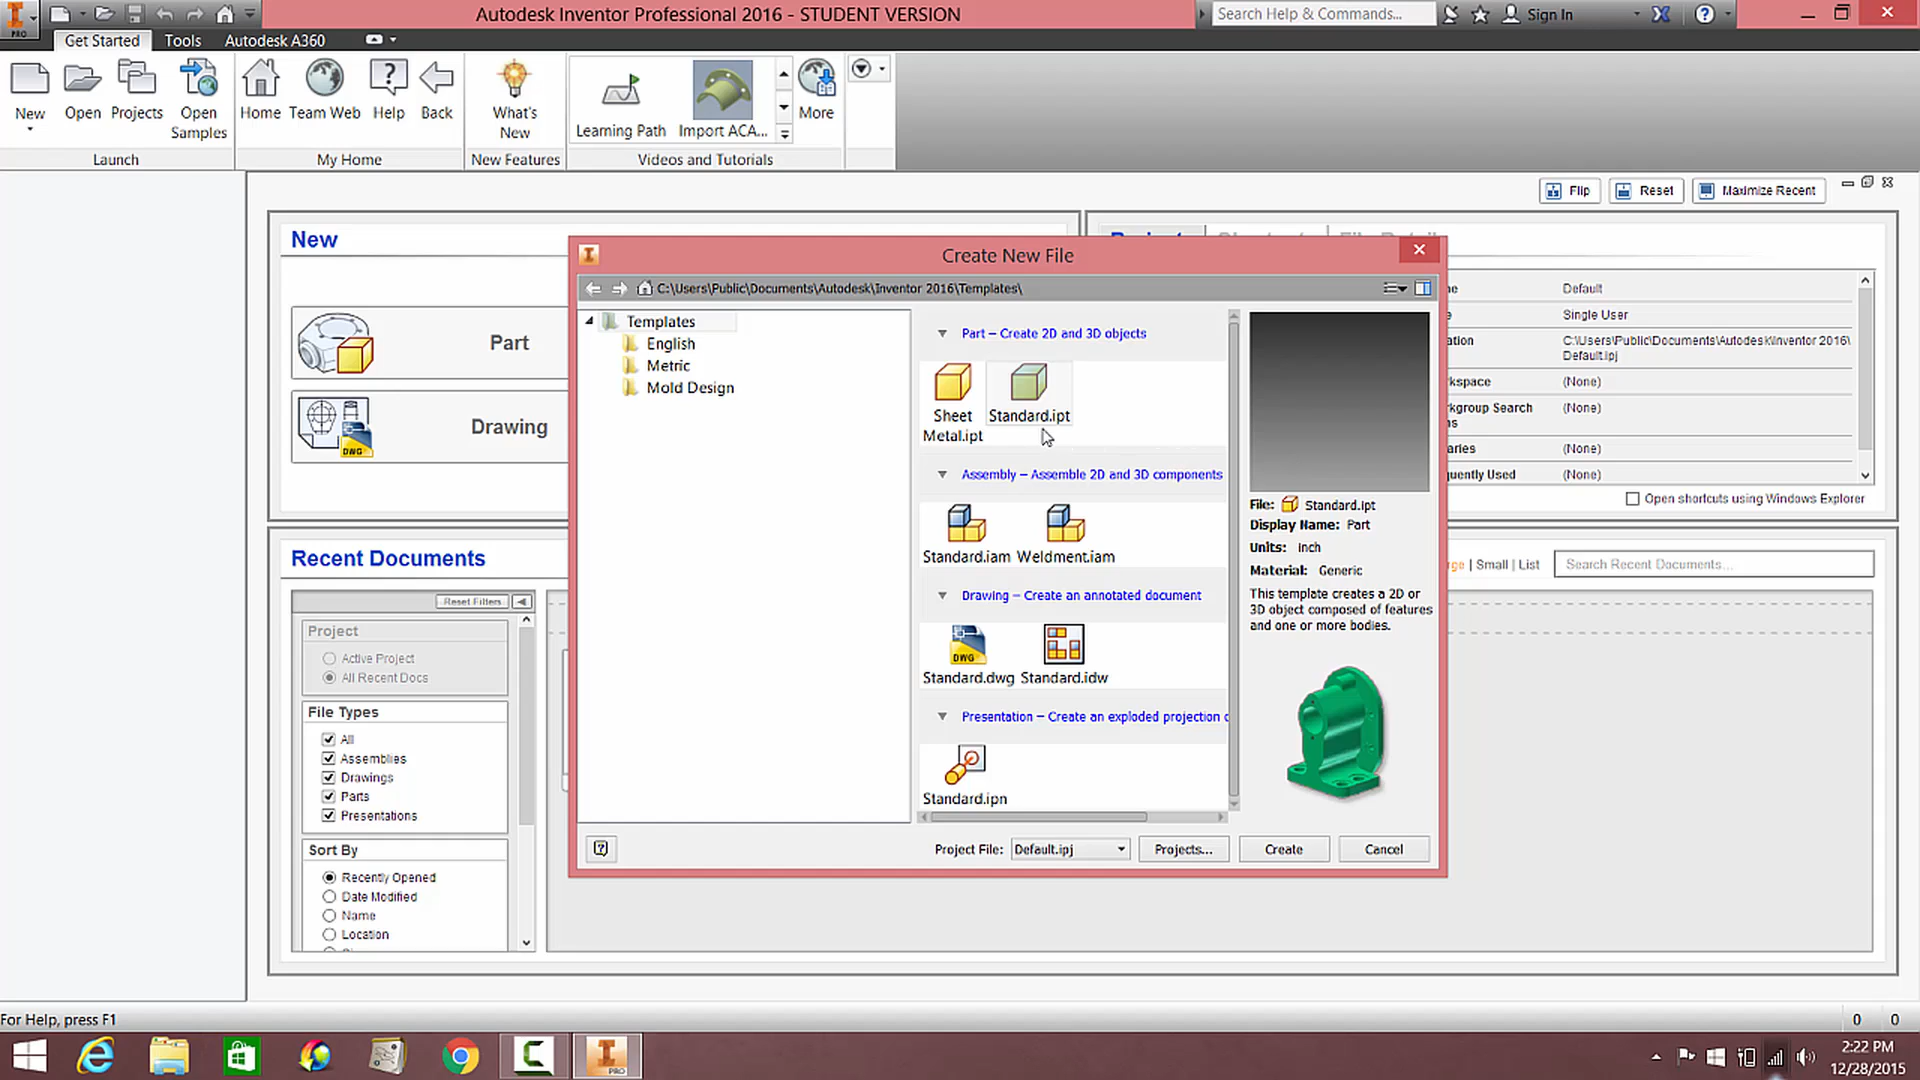 Autodesk Inventor Professional 2016 - STUDENT VERSION
Search Help & Commands...
Sign In
PRO
Get Started
Tools
Autodesk A360
New
Open
Projects
Open
Samples
Home
Team Web
Help
Back
What's
New
Learning Path
Import ACA...
More
Launch
My Home
New Features
Videos and Tutorials
Flip
Reset
Maximize Recent
New
Part
Drawing
DWG
Create New File
C:\Users\Public\Documents\Autodesk\Inventor 2016\Templates\
Templates
English
Metric
Mold Design
Part – Create 2D and 3D objects
Sheet
Metal.ipt
Standard.ipt
Assembly – Assemble 2D and 3D components
Standard.iam
Weldment.iam
Drawing – Create an annotated document
DWG
Standard.dwg
Standard.idw
Presentation – Create an exploded projection
Standard.ipn
File: Standard.ipt
Display Name: Part
Units: inch
Material: Generic
This template creates a 2D or
3D object composed of features
and one or more bodies.
Project File: Default.ipj
Projects...
Create
Cancel
Default
Single User
C:\Users\Public\Documents\Autodesk\Inventor 2016\
Default.ipj
(None)
(None)
(None)
(None)
Open shortcuts using Windows Explorer
| Small | List
Search Recent Documents...
Recent Documents
Reset Filters
Project
Active Project
All Recent Docs
File Types
All
Assemblies
Drawings
Parts
Presentations
Sort By
Recently Opened
Date Modified
Name
Location
For Help, press F1
0 0
PRO
2:22 PM
12/28/2015